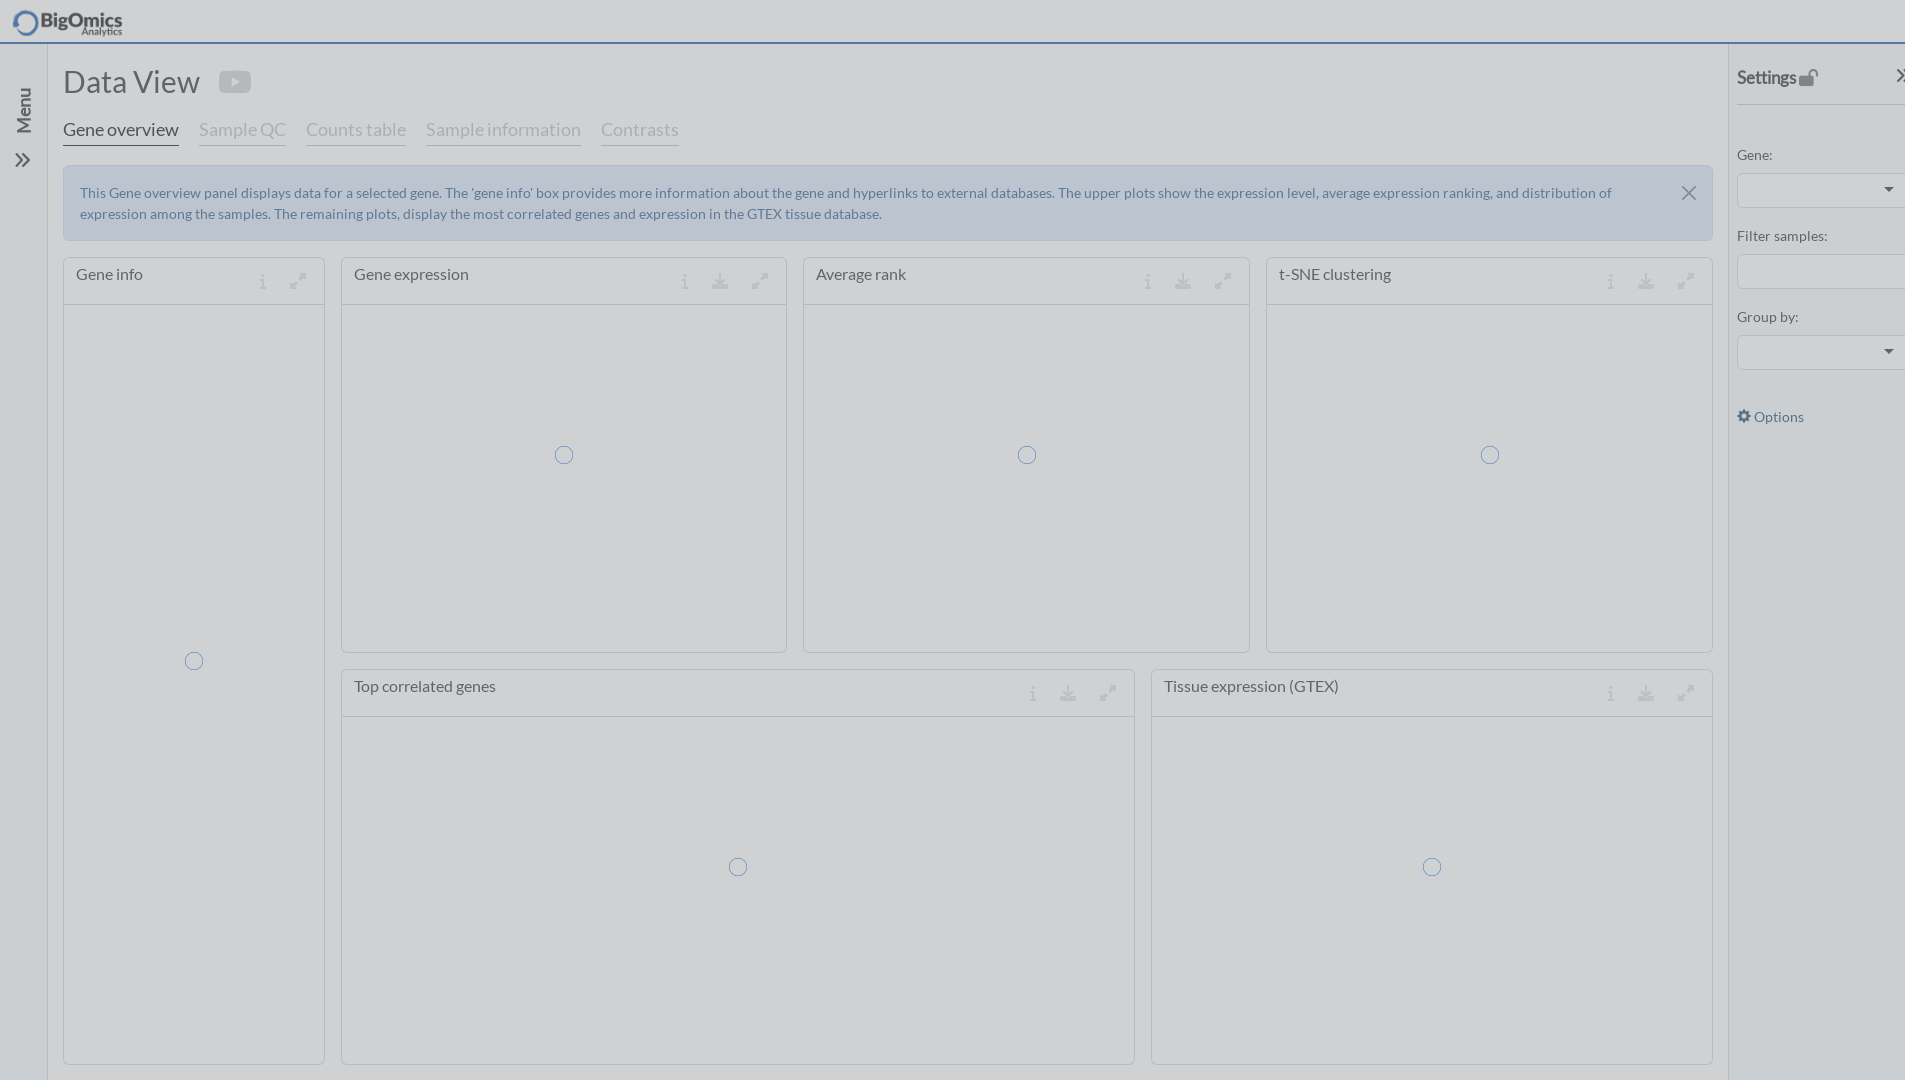 BigOmics
Analytics
Menu
Data View
Gene overview
Sample QC
Counts table
Sample information
Contrasts
This Gene overview panel displays data for a selected gene. The 'gene info' box provides more information about the gene and hyperlinks to external databases. The upper plots show the expression level, average expression ranking, and distribution of
expression among the samples. The remaining plots, display the most correlated genes and expression in the GTEX tissue database.
Gene info
Gene expression
Average rank
t-SNE clustering
Top correlated genes
Tissue expression (GTEX)
Settings
Gene:
Filter samples:
Group by:
Options